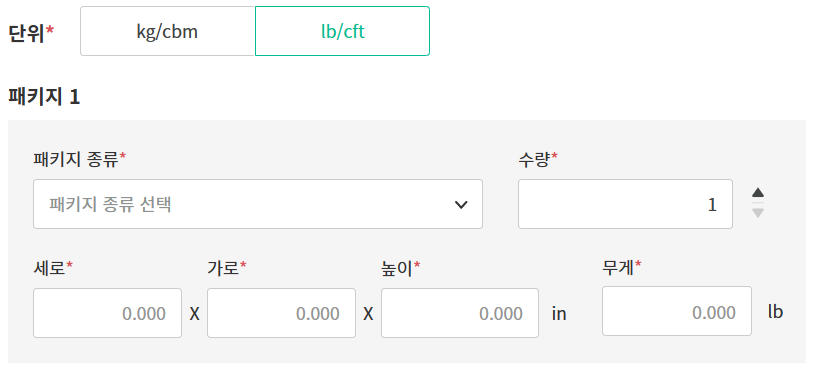 단위* kg/cbm lb/cft
패키지 1
패키지 종류* 수량*
패키지 종류 선택 1
세로* 가로* 높이* 무게*
0.000 X 0.000 X 0.000 in 0.000 lb